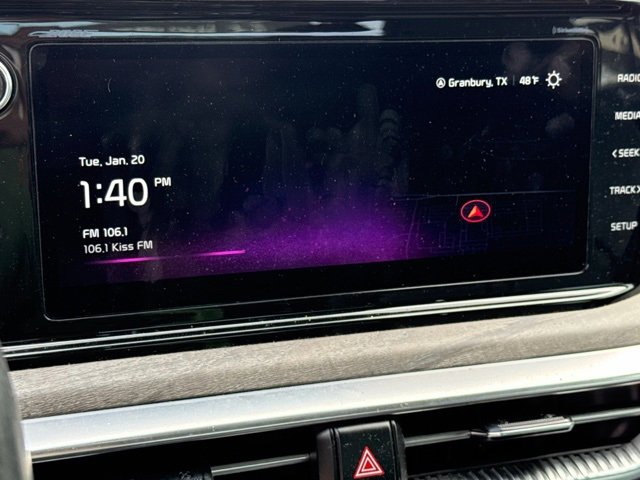 Granbury, TX | 48°F
Tue, Jan. 20
1:40 PM
FM 106.1
106.1 Kiss FM
RADIO
MEDIA
< SEEK
TRACK >
SETUP